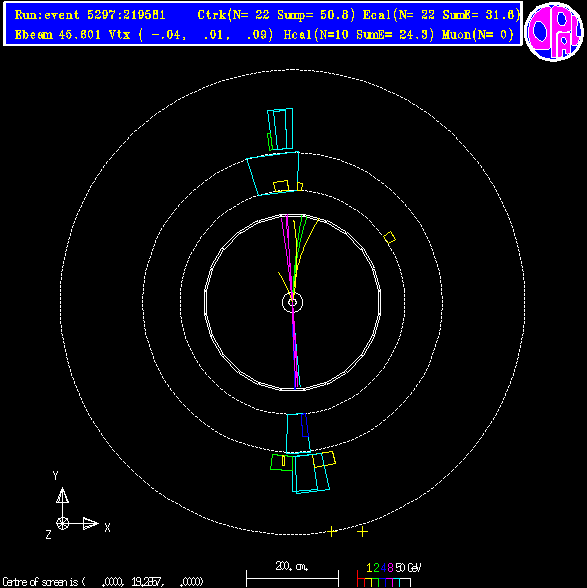 Run:event 5297:219581 Ctrk(N= 22 Sump= 50.8) Ecal(N= 22 SumE= 31.6)
Ebeam 46.601 Vtx ( -.04, .01, .09) Hcal(N=10 SumE= 24.3) Muon(N= 0)
OPAL
Y
X
Z
200. cm.
1 2 4 8 50 GeV
Centre of screen is ( .0000, 19.2857, .0000)